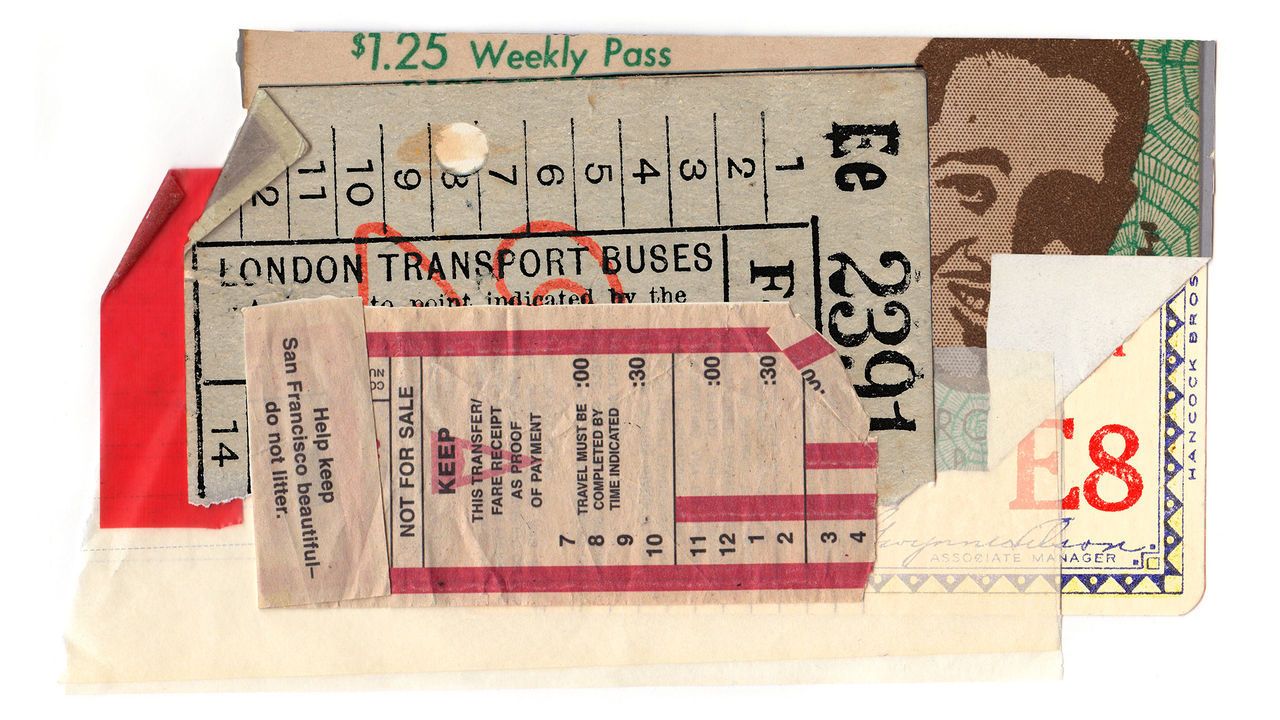 $1.25 Weekly Pass
1
2
3
4
5
6
7
8
9
10
11
2
Ee
2391
LONDON TRANSPORT BUSES
to point indicated by the
F
14
Help keep
San Francisco beautiful–
do not litter.
NOT FOR SALE
KEEP
THIS TRANSFER/
FARE RECEIPT
AS PROOF
OF PAYMENT
TRAVEL MUST BE
COMPLETED BY
TIME INDICATED
:00
:30
:00
:30
:00
7
8
9
10
11
12
1
2
3
4
HANCOCK BROS
E8
ASSOCIATE MANAGER